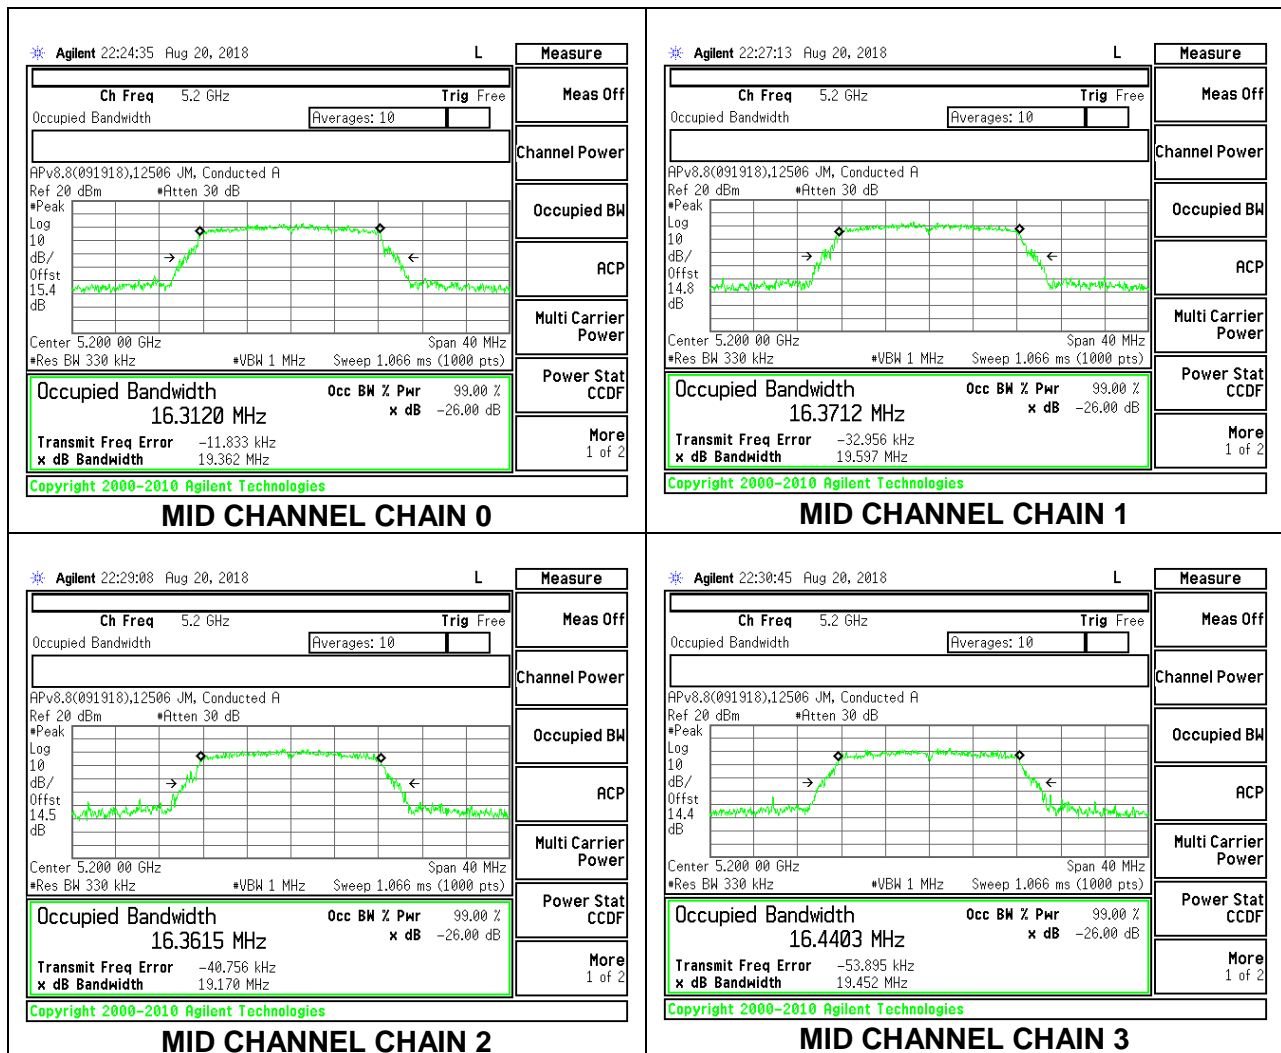 Agilent 22:24:35 Aug 20, 2018 L
Measure
Ch Freq 5.2 GHz Trig Free
Meas Off
Occupied Bandwidth Averages: 10
Channel Power
APv8.8(091918),12506 JM, Conducted A
Ref 20 dBm #Atten 30 dB
#Peak
Log
10
dB/
Offst
15.4
dB
Occupied BW
ACP
Multi Carrier
Power
Center 5.200 00 GHz Span 40 MHz
#Res BW 330 kHz #VBW 1 MHz Sweep 1.066 ms (1000 pts)
Power Stat
CCDF
Occupied Bandwidth Occ BW % Pwr 99.00 %
16.3120 MHz x dB -26.00 dB
Transmit Freq Error -11.833 kHz
x dB Bandwidth 19.362 MHz
More
1 of 2
Copyright 2000-2010 Agilent Technologies
MID CHANNEL CHAIN 0
Agilent 22:27:13 Aug 20, 2018 L
Measure
Ch Freq 5.2 GHz Trig Free
Meas Off
Occupied Bandwidth Averages: 10
Channel Power
APv8.8(091918),12506 JM, Conducted A
Ref 20 dBm #Atten 30 dB
#Peak
Log
10
dB/
Offst
14.8
dB
Occupied BW
ACP
Multi Carrier
Power
Center 5.200 00 GHz Span 40 MHz
#Res BW 330 kHz #VBW 1 MHz Sweep 1.066 ms (1000 pts)
Power Stat
CCDF
Occupied Bandwidth Occ BW % Pwr 99.00 %
16.3712 MHz x dB -26.00 dB
Transmit Freq Error -32.956 kHz
x dB Bandwidth 19.597 MHz
More
1 of 2
Copyright 2000-2010 Agilent Technologies
MID CHANNEL CHAIN 1
Agilent 22:29:08 Aug 20, 2018 L
Measure
Ch Freq 5.2 GHz Trig Free
Meas Off
Occupied Bandwidth Averages: 10
Channel Power
APv8.8(091918),12506 JM, Conducted A
Ref 20 dBm #Atten 30 dB
#Peak
Log
10
dB/
Offst
14.5
dB
Occupied BW
ACP
Multi Carrier
Power
Center 5.200 00 GHz Span 40 MHz
#Res BW 330 kHz #VBW 1 MHz Sweep 1.066 ms (1000 pts)
Power Stat
CCDF
Occupied Bandwidth Occ BW % Pwr 99.00 %
16.3615 MHz x dB -26.00 dB
Transmit Freq Error -40.756 kHz
x dB Bandwidth 19.170 MHz
More
1 of 2
Copyright 2000-2010 Agilent Technologies
MID CHANNEL CHAIN 2
Agilent 22:30:45 Aug 20, 2018 L
Measure
Ch Freq 5.2 GHz Trig Free
Meas Off
Occupied Bandwidth Averages: 10
Channel Power
APv8.8(091918),12506 JM, Conducted A
Ref 20 dBm #Atten 30 dB
#Peak
Log
10
dB/
Offst
14.4
dB
Occupied BW
ACP
Multi Carrier
Power
Center 5.200 00 GHz Span 40 MHz
#Res BW 330 kHz #VBW 1 MHz Sweep 1.066 ms (1000 pts)
Power Stat
CCDF
Occupied Bandwidth Occ BW % Pwr 99.00 %
16.4403 MHz x dB -26.00 dB
Transmit Freq Error -53.895 kHz
x dB Bandwidth 19.452 MHz
More
1 of 2
Copyright 2000-2010 Agilent Technologies
MID CHANNEL CHAIN 3